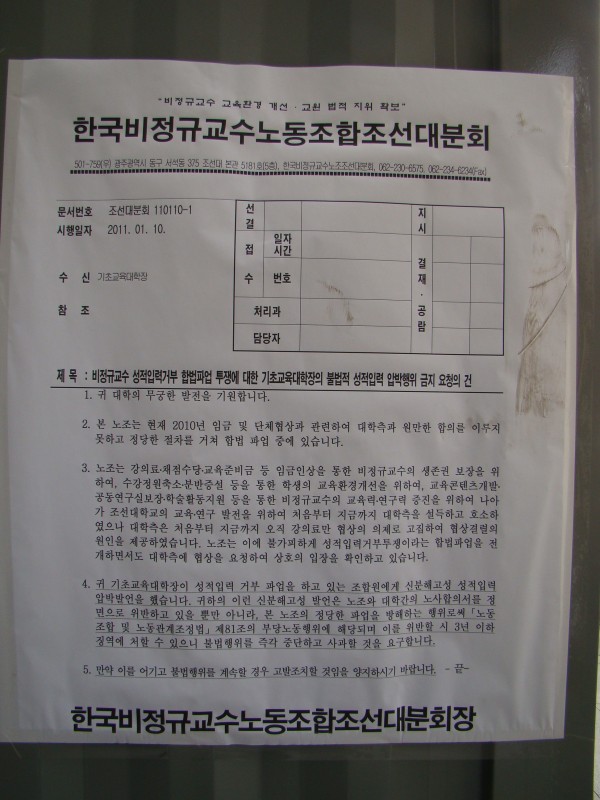 "비정규교수 교육환경 개선 · 교원 법적 지위 확보"
한국비정규교수노동조합조선대분회
501-759(우) 광주광역시 동구 서석동 375 조선대 본관 5181호(5층), 한국비정규교수노조조선대분회, 062-230-6575, 062-234-6234(Fax)
문서번호 조선대분회 110110-1
시행일자 2011. 01. 10.
수 신 기초교육대학장
참 조
선결
지시
접수
일자
시간
번호
결재·공람
처리과
담당자
제 목 : 비정규교수 성적입력거부 합법파업 투쟁에 대한 기초교육대학장의 불법적 성적입력 압박행위 금지 요청의 건
1. 귀 대학의 무궁한 발전을 기원합니다.
2. 본 노조는 현재 2010년 임금 및 단체협상과 관련하여 대학측과 원만한 합의를 이루지
못하고 정당한 절차를 거쳐 합법 파업 중에 있습니다.
3. 노조는 강의료·채점수당·교육준비금 등 임금인상을 통한 비정규교수의 생존권 보장을 위
하여, 수강정원축소·분반증설 등을 통한 학생의 교육환경개선을 위하여, 교육콘텐츠개발·
공동연구실보장·학술활동지원 등을 통한 비정규교수의 교육력·연구력 증진을 위하여 나아
가 조선대학교의 교육·연구 발전을 위하여 처음부터 지금까지 대학측을 설득하고 호소하
였으나 대학측은 처음부터 지금까지 오직 강의료만 협상의 의제로 고집하여 협상결렬의
원인을 제공하였습니다. 노조는 이에 불가피하게 성적입력거부투쟁이라는 합법파업을 전
개하면서도 대학측에 협상을 요청하여 상호의 입장을 확인하고 있습니다.
4. 귀 기초교육대학장이 성적입력 거부 파업을 하고 있는 조합원에게 신분해고성 성적입력
압박발언을 했습니다. 귀하의 이런 신분해고성 발언은 노조와 대학간의 노사합의서를 정
면으로 위반하고 있을 뿐만 아니라, 본 노조의 정당한 파업을 방해하는 행위로써 「노동
조합 및 노동관계조정법」 제81조의 부당노동행위에 해당되며 이를 위반할 시 3년 이하
징역에 처할 수 있으니 불법행위를 즉각 중단하고 사과할 것을 요구합니다.
5. 만약 이를 어기고 불법행위를 계속할 경우 고발조치할 것임을 양지하시기 바랍니다. - 끝-
한국비정규교수노동조합조선대분회장